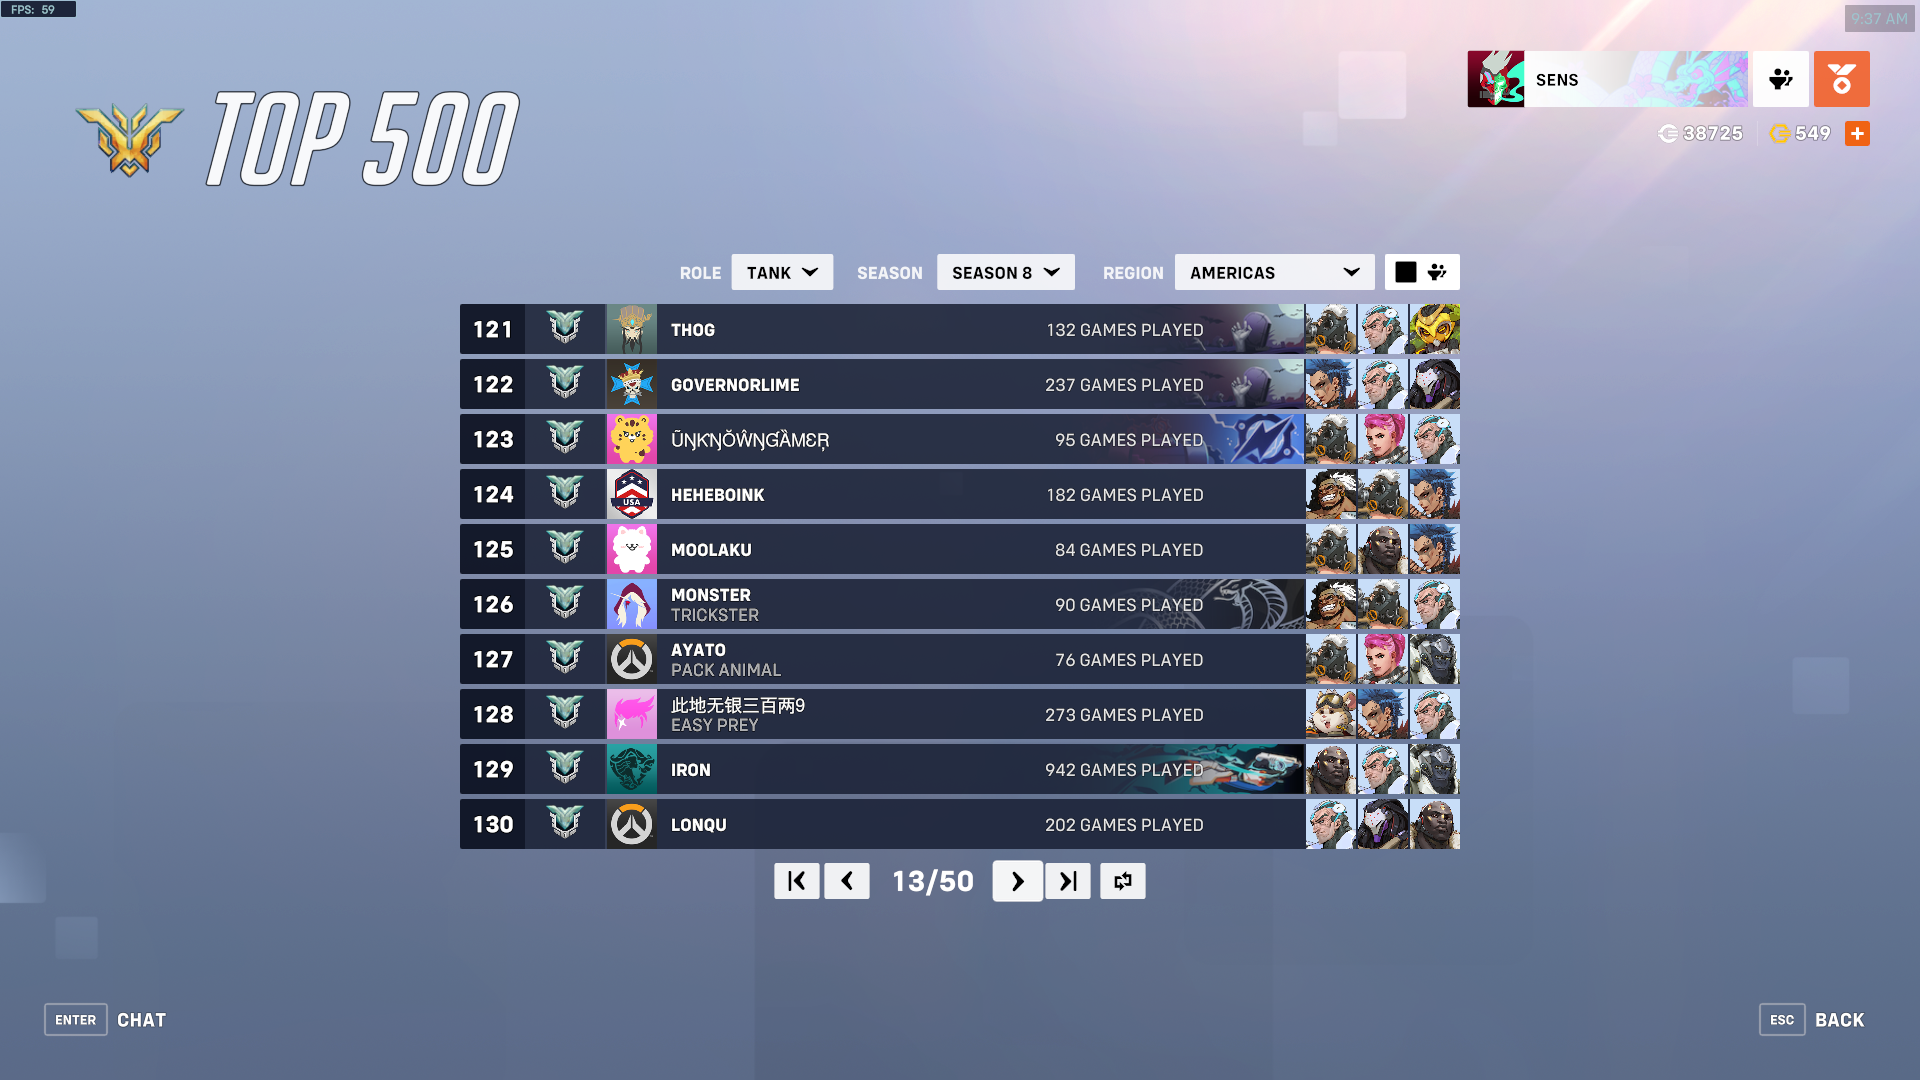 FPS: 59
9:37 AM
TOP 500
SENS
38725
549
ROLE TANK SEASON SEASON 8 REGION AMERICAS
121 THOG 132 GAMES PLAYED
122 GOVERNORLIME 237 GAMES PLAYED
123 ŨŊƘŊŎŴŊƓÀMƐŖ 95 GAMES PLAYED
124 USA HEHEBOINK 182 GAMES PLAYED
125 MOOLAKU 84 GAMES PLAYED
126 MONSTER 90 GAMES PLAYED
TRICKSTER
127 AYATO 76 GAMES PLAYED
PACK ANIMAL
128 此地无银三百两9 273 GAMES PLAYED
EASY PREY
129 IRON 942 GAMES PLAYED
130 LONQU 202 GAMES PLAYED
13/50
ENTER CHAT
ESC BACK